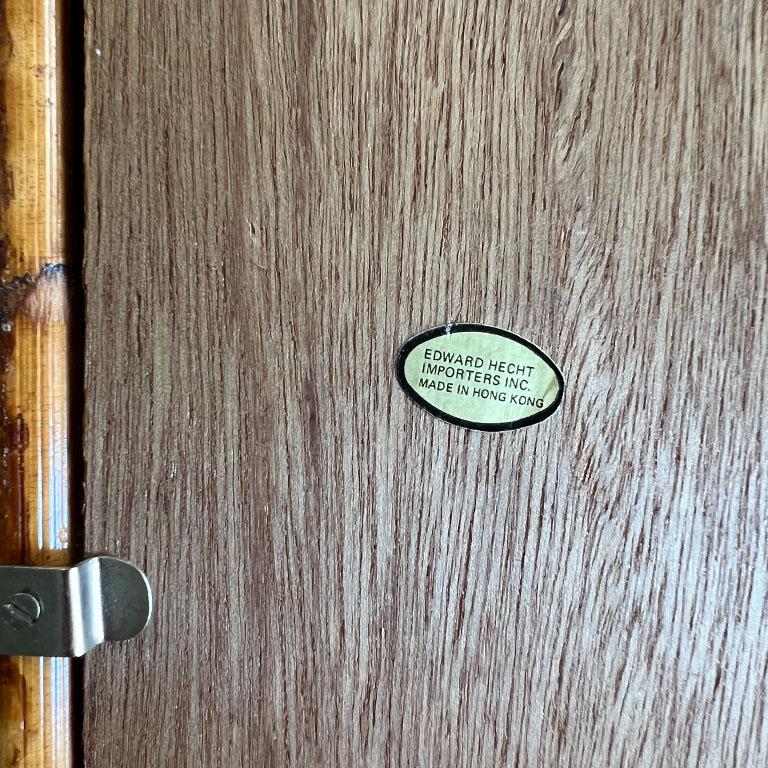 EDWARD HECHT
IMPORTERS INC.
MADE IN HONG KONG